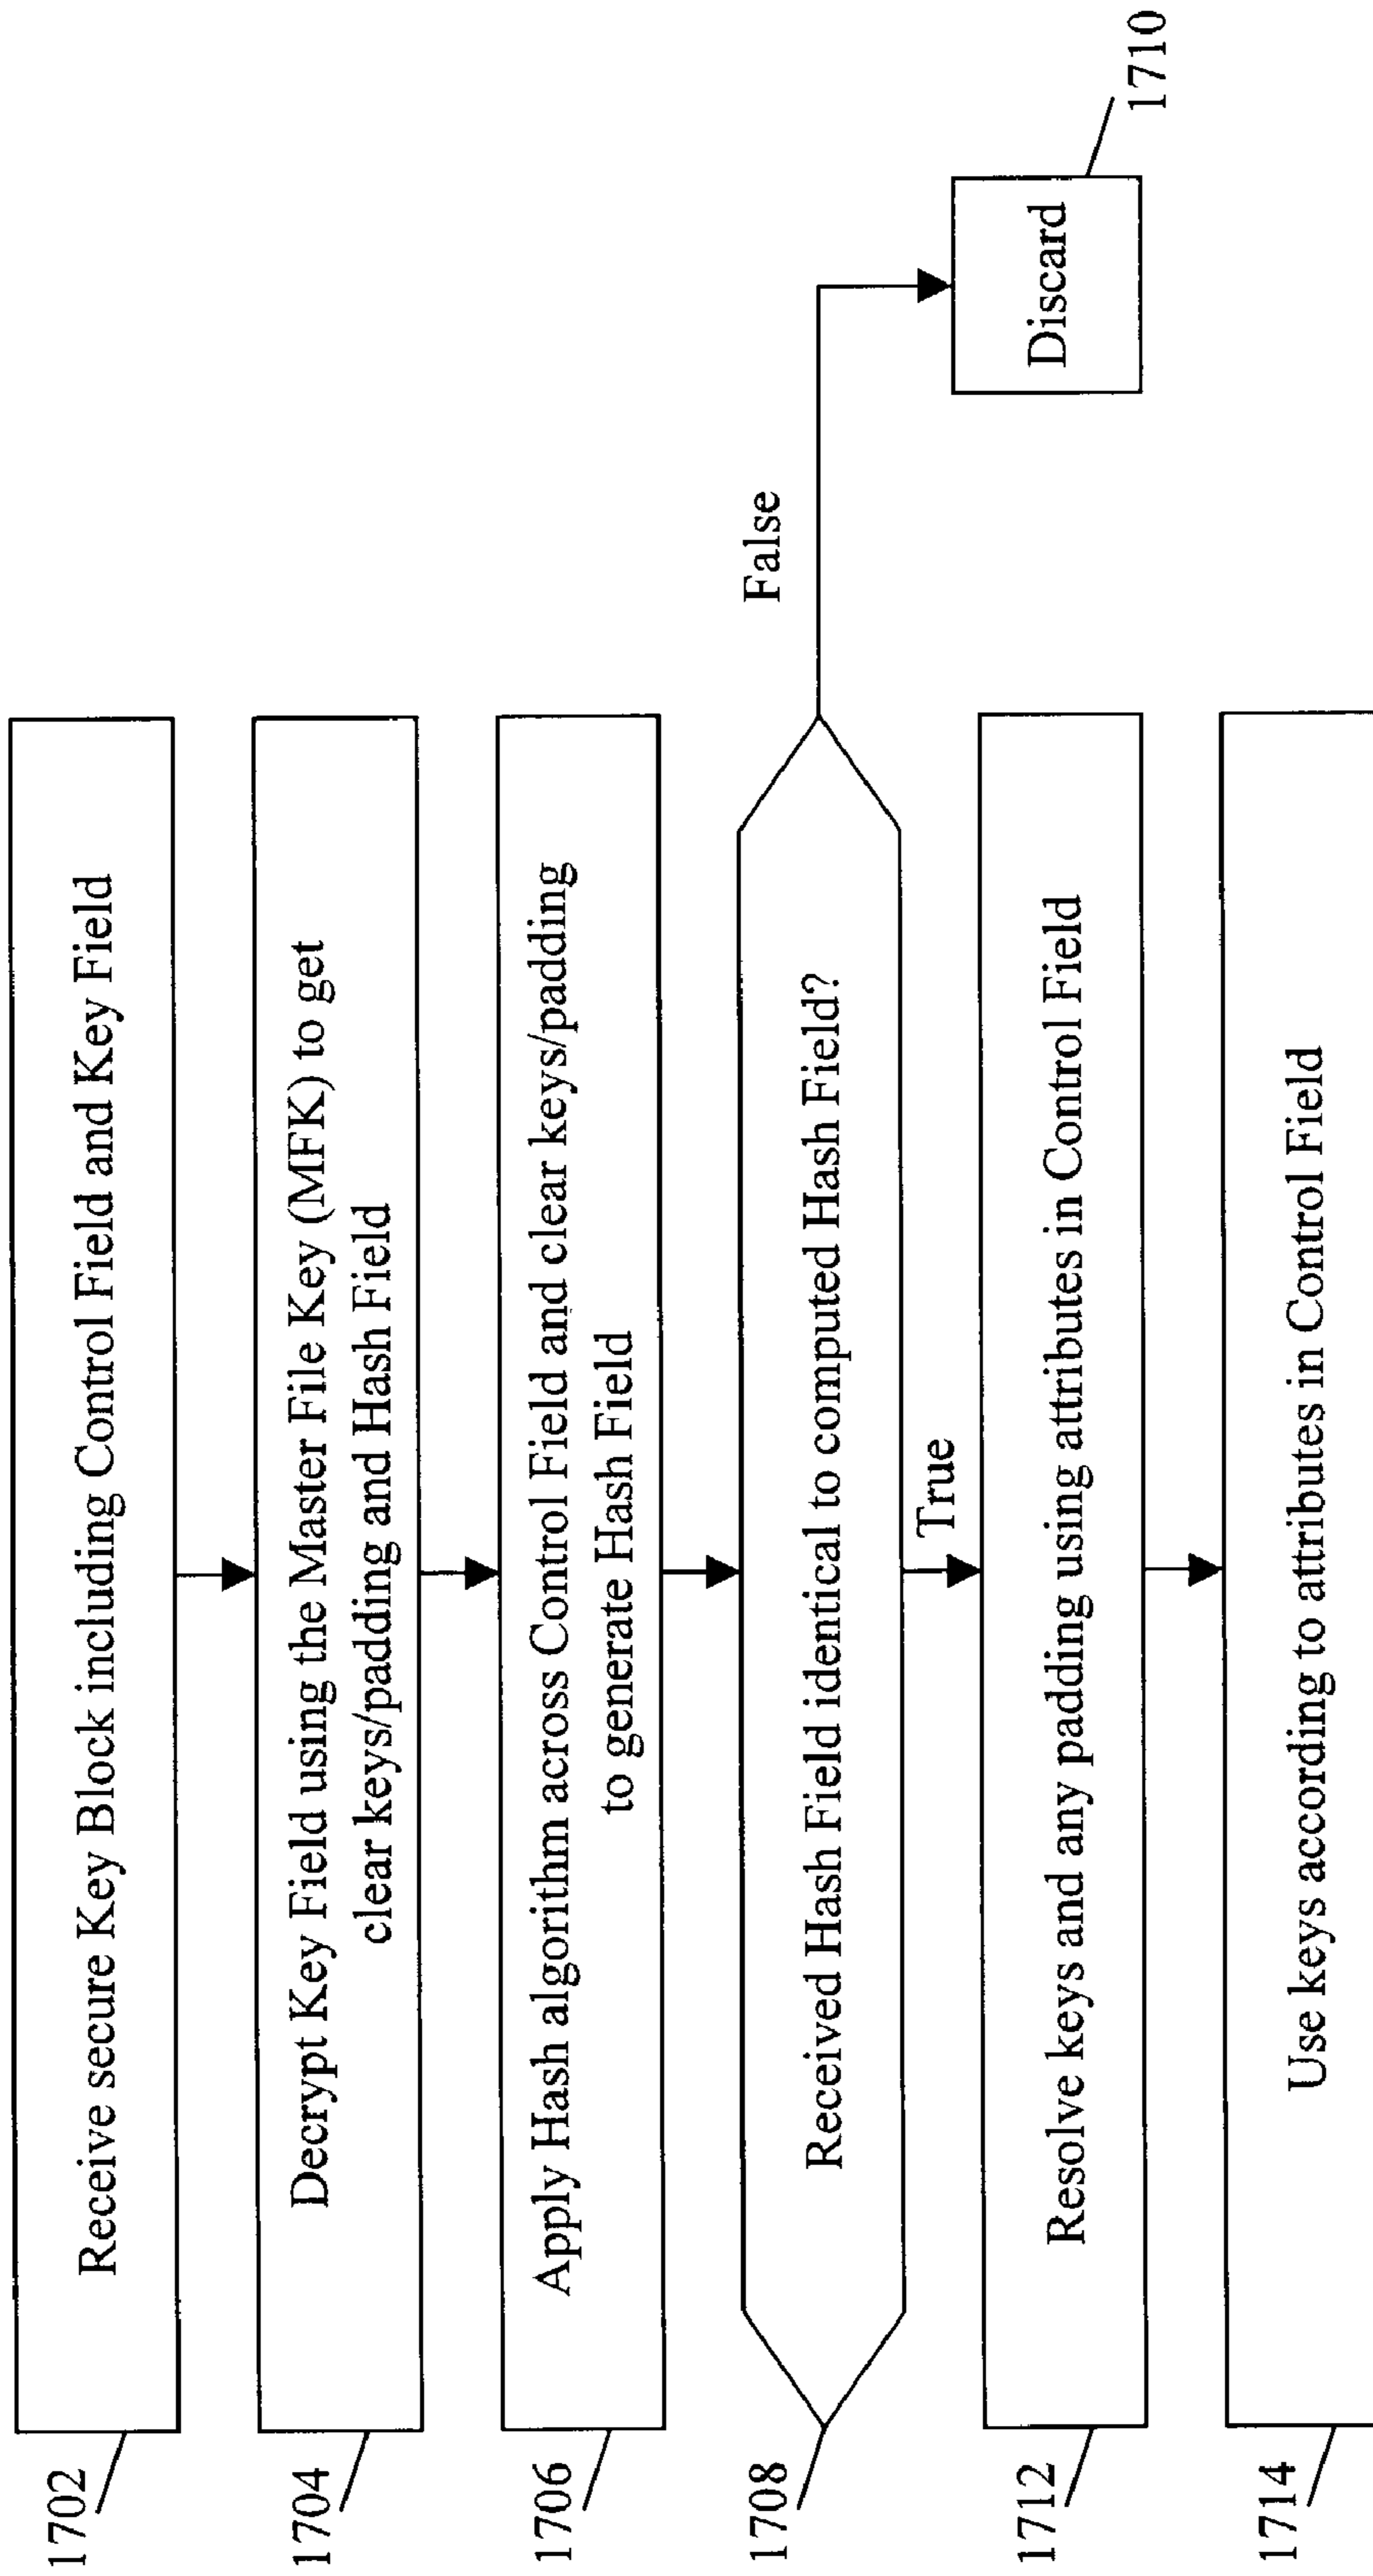 1702
Receive secure Key Block including Control Field and Key Field
1704
Decrypt Key Field using the Master File Key (MFK) to get
clear keys/padding and Hash Field
1706
Apply Hash algorithm across Control Field and clear keys/padding
to generate Hash Field
1708
Received Hash Field identical to computed Hash Field?
False
Discard
1710
True
1712
Resolve keys and any padding using attributes in Control Field
1714
Use keys according to attributes in Control Field